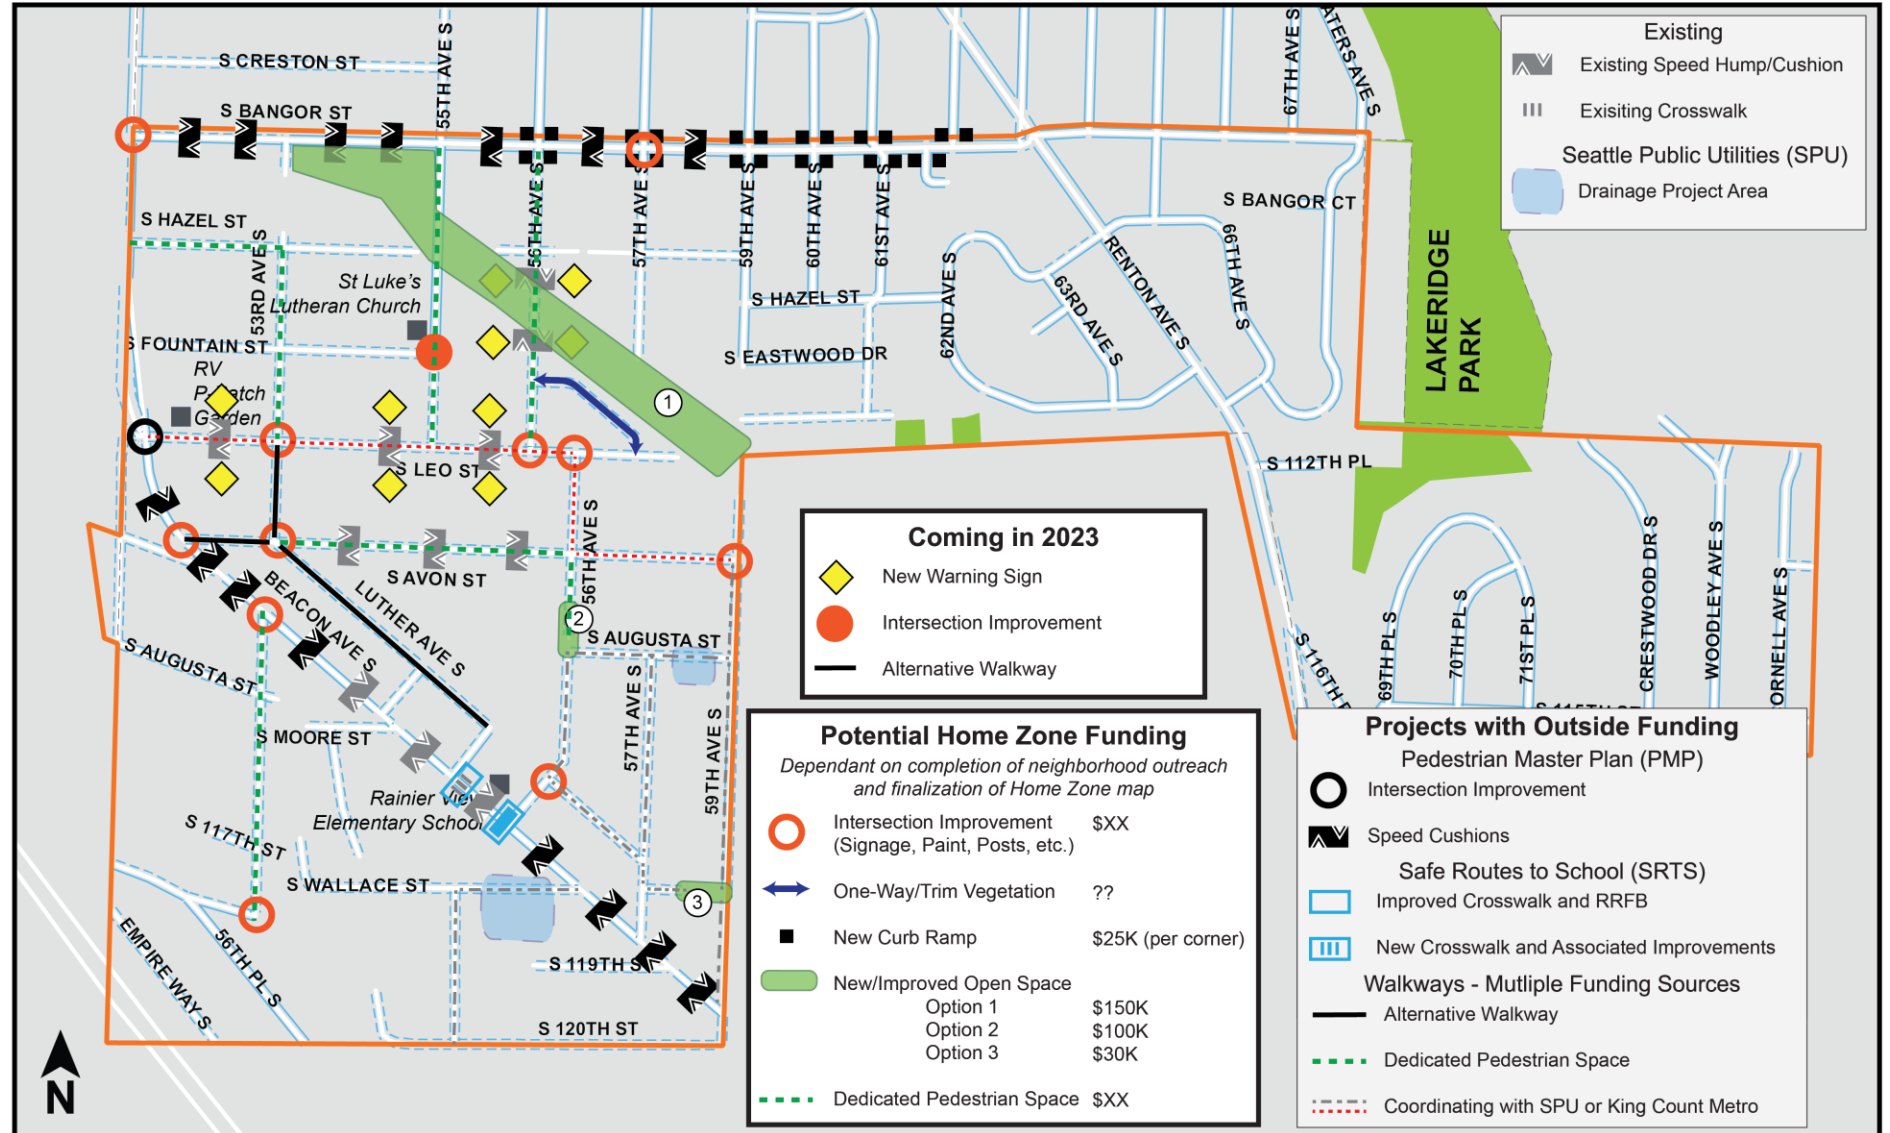 S CRESTON ST
55TH AVE S
67TH AVE S
ATERS AVE S
S BANGOR ST
S HAZEL ST
53RD AVE S
56TH AVE S
57TH AVE S
59TH AVE S
60TH AVE S
61ST AVE S
S BANGOR CT
66TH AVE S
RENTON AVE S
62ND AVE S
63RD AVE S
LAKERIDGE
PARK
St Luke's
Lutheran Church
S HAZEL ST
S FOUNTAIN ST
S EASTWOOD DR
RV
Garden
1
S LEO ST
S 112TH PL
56TH AVE S
S AVON ST
BEACON AVE S
LUTHER AVE S
2
S AUGUSTA ST
S AUGUSTA ST
57TH AVE S
59TH AVE S
S MOORE ST
Rainier View
Elementary School
S 117TH ST
S WALLACE ST
3
EMPIRE WAY S
56TH PL S
S 119TH S
S 120TH ST
N
69TH PL S
70TH PL S
71ST PL S
CRESTWOOD DR S
WOODLEY AVE S
ORNELL AVE S
S 116TH P
S 115TH ST
Existing
Existing Speed Hump/Cushion
Exisiting Crosswalk
Seattle Public Utilities (SPU)
Drainage Project Area
Coming in 2023
New Warning Sign
Intersection Improvement
Alternative Walkway
Potential Home Zone Funding
Dependant on completion of neighborhood outreach
and finalization of Home Zone map
Intersection Improvement $XX
(Signage, Paint, Posts, etc.)
One-Way/Trim Vegetation ??
New Curb Ramp $25K (per corner)
New/Improved Open Space
Option 1 $150K
Option 2 $100K
Option 3 $30K
Dedicated Pedestrian Space $XX
Projects with Outside Funding
Pedestrian Master Plan (PMP)
Intersection Improvement
Speed Cushions
Safe Routes to School (SRTS)
Improved Crosswalk and RRFB
New Crosswalk and Associated Improvements
Walkways - Mutliple Funding Sources
Alternative Walkway
Dedicated Pedestrian Space
Coordinating with SPU or King Count Metro